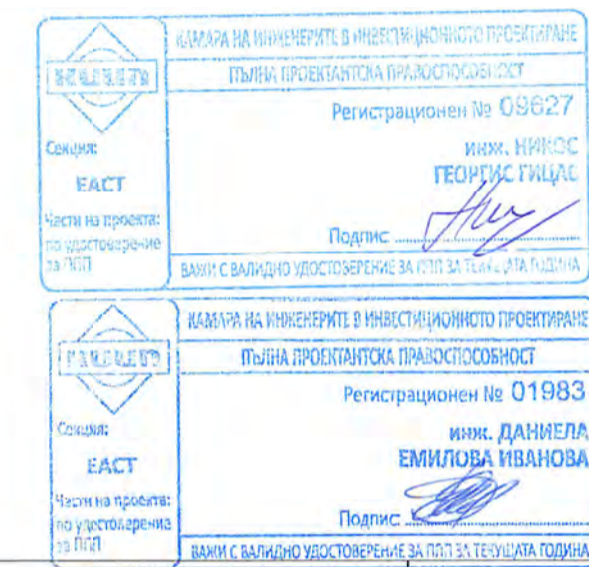 КАМАРА НА ИНЖЕНЕРИТЕ В ИНВЕСТИЦИОННОТО ПРОЕКТИРАНЕ
ПЪЛНА ПРОЕКТАНТСКА ПРАВОСПОСОБНОСТ
Регистрационен № 09627
Секция:
ЕАСТ
инж. НИКОС
ГЕОРГИС ГИЦАС
Части на проекта:
по удостоверение
за ППП
Подпис:
ВАЖИ С ВАЛИДНО УДОСТОВЕРЕНИЕ ЗА ППП ЗА ТЕКУЩАТА ГОДИНА
КАМАРА НА ИНЖЕНЕРИТЕ В ИНВЕСТИЦИОННОТО ПРОЕКТИРАНЕ
ПЪЛНА ПРОЕКТАНТСКА ПРАВОСПОСОБНОСТ
Регистрационен № 01983
Секция:
ЕАСТ
инж. ДАНИЕЛА
ЕМИЛОВА ИВАНОВА
Части на проекта:
по удостоверение
за ППП
Подпис:
ВАЖИ С ВАЛИДНО УДОСТОВЕРЕНИЕ ЗА ППП ЗА ТЕКУЩАТА ГОДИНА